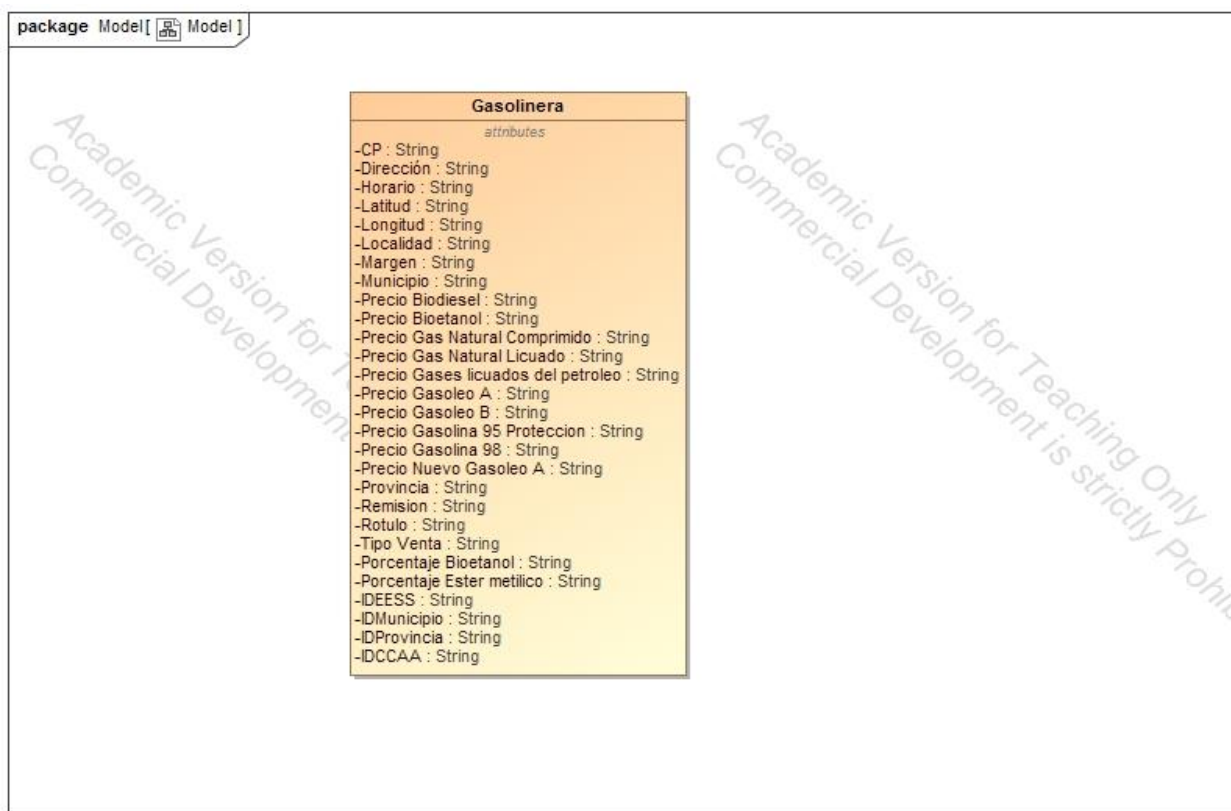 package Model[ Model ]
Gasolinera
attributes
-CP : String
-Dirección : String
-Horario : String
-Latitud : String
-Longitud : String
-Localidad : String
-Margen : String
-Municipio : String
-Precio Biodiesel : String
-Precio Bioetanol : String
-Precio Gas Natural Comprimido : String
-Precio Gas Natural Licuado : String
-Precio Gases licuados del petroleo : String
-Precio Gasoleo A : String
-Precio Gasoleo B : String
-Precio Gasolina 95 Proteccion : String
-Precio Gasolina 98 : String
-Precio Nuevo Gasoleo A : String
-Provincia : String
-Remision : String
-Rotulo : String
-Tipo Venta : String
-Porcentaje Bioetanol : String
-Porcentaje Ester metilico : String
-IDEESS : String
-IDMunicipio : String
-IDProvincia : String
-IDCCAA : String
Academic Version for
Commercial Development
Academic Version for Teaching Only
Commercial Development is strictly